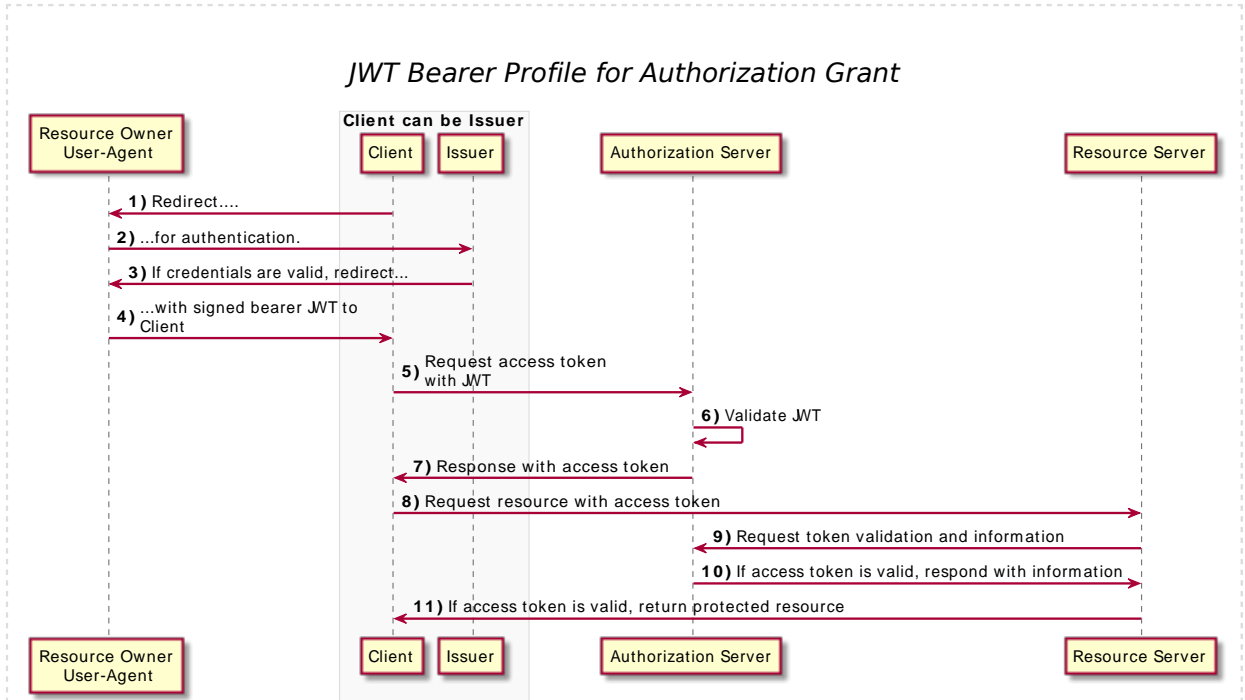 JWT Bearer Profile for Authorization Grant
Client can be Issuer
Resource Owner
User-Agent
Client
Issuer
Authorization Server
Resource Server
1) Redirect....
2) ...for authentication.
3) If credentials are valid, redirect...
4) ...with signed bearer JWT to
Client
5) Request access token
with JWT
6) Validate JWT
7) Response with access token
8) Request resource with access token
9) Request token validation and information
10) If access token is valid, respond with information
11) If access token is valid, return protected resource
Resource Owner
User-Agent
Client
Issuer
Authorization Server
Resource Server